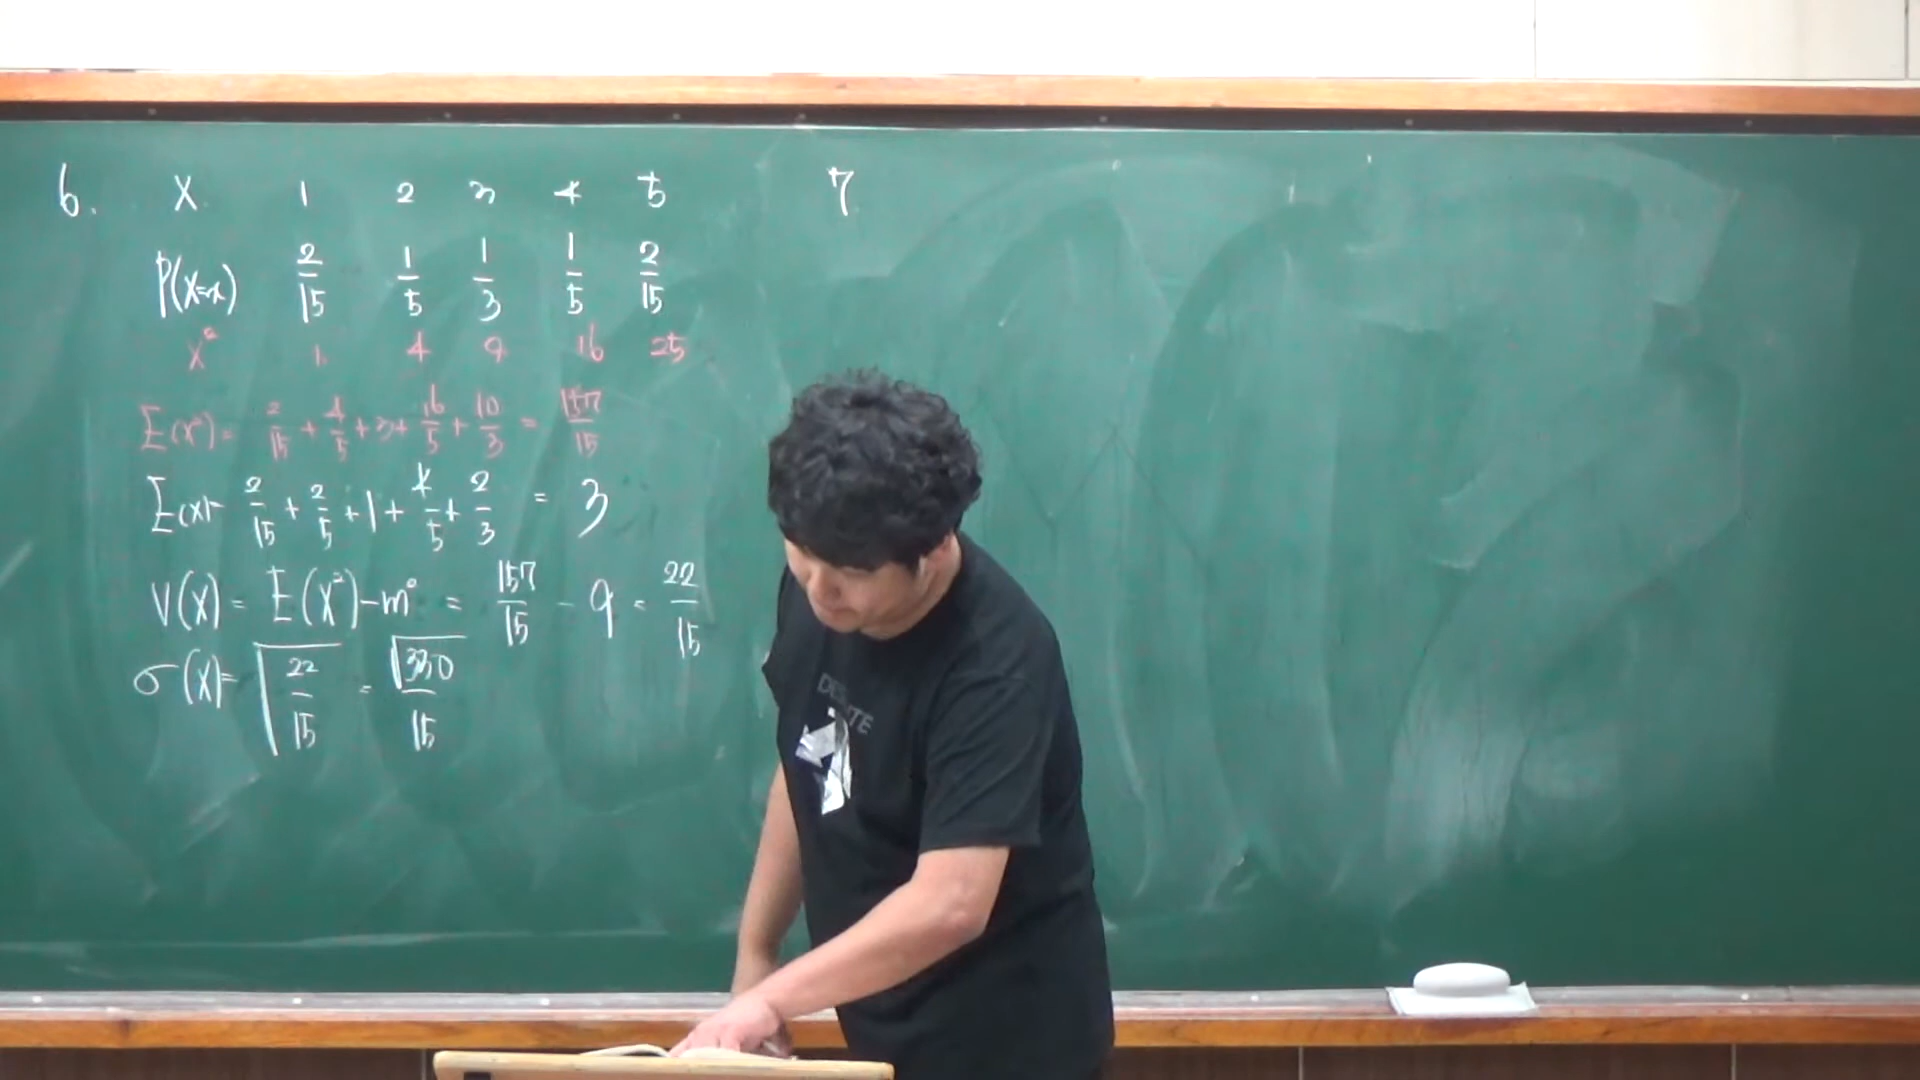 6. X 1 2 3 4 5
P(X=x) 2/15 1/5 1/3 1/5 2/15
X² 1 4 9 16 25
E(X²)= 2/15 + 4/5 + 3 + 16/5 + 10/3 = 157/15
E(X)= 2/15 + 2/5 + 1 + 4/5 + 2/3 = 3
V(X) = E(X²)-m² = 157/15 - 9 = 22/15
σ(X)= √(22/15) = √330/15
7